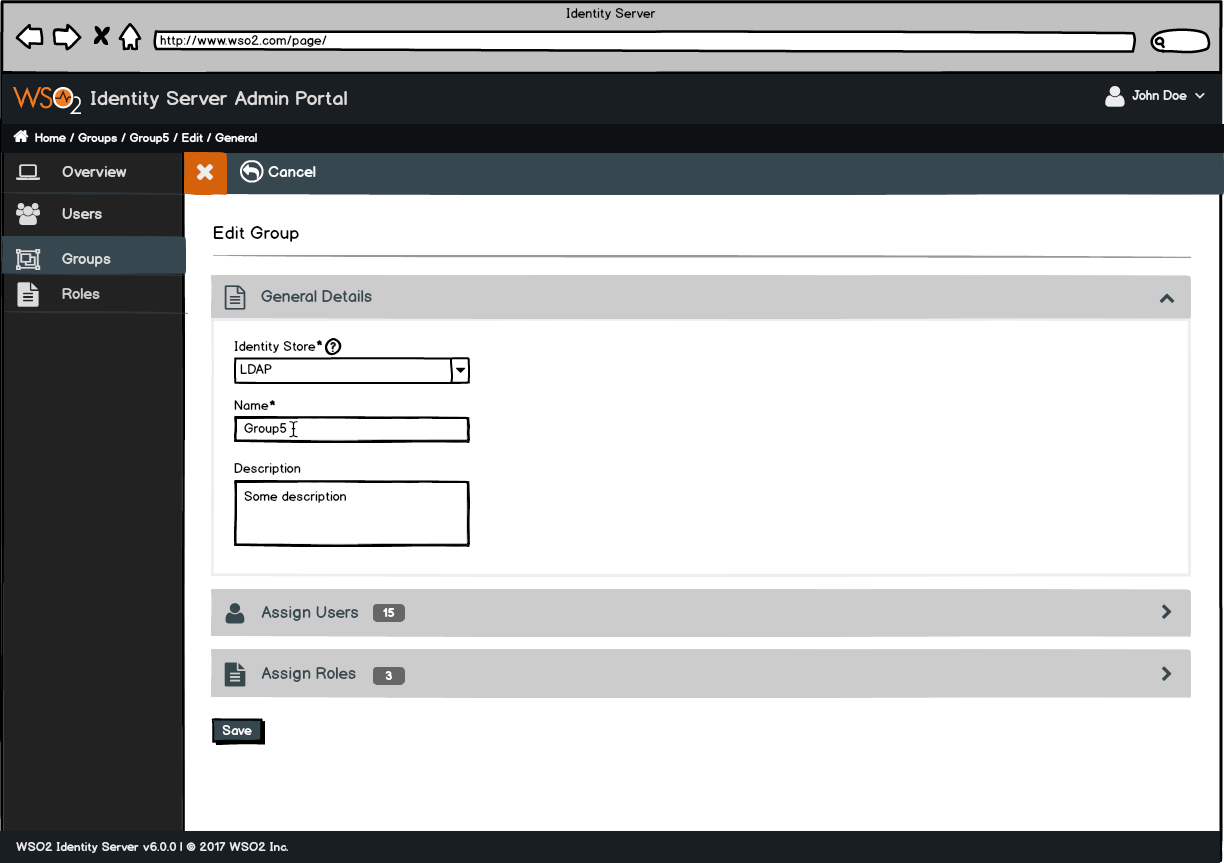 Identity Server
http://www.wso2.com/page/
WSO2 Identity Server Admin Portal
John Doe
Home / Groups / Group5 / Edit / General
Overview
Cancel
Users
Groups
Roles
Edit Group
General Details
Identity Store* ?
LDAP
Name*
Group5
Description
Some description
Assign Users 15
Assign Roles 3
Save
WSO2 Identity Server v6.0.0 | © 2017 WSO2 Inc.